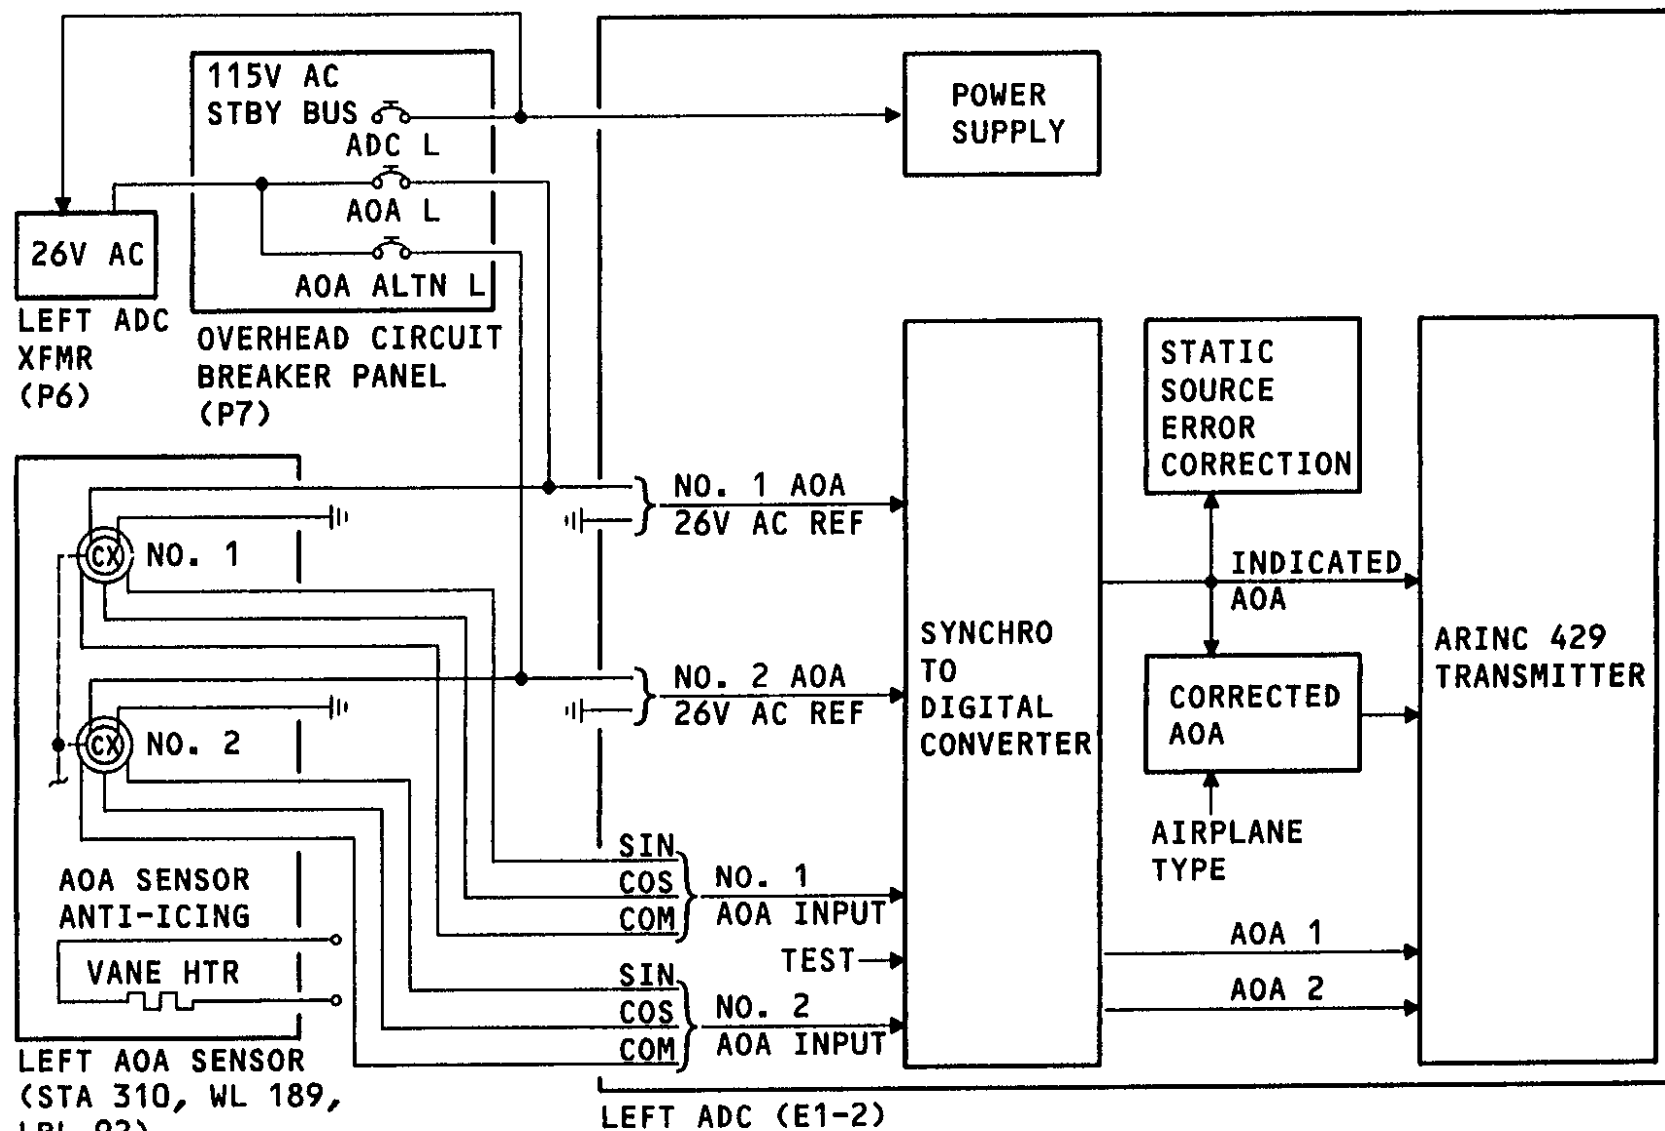 115V AC
STBY BUS
ADC L
AOA L
AOA ALTN L
POWER
SUPPLY
26V AC
LEFT ADC
XFMR
(P6)
OVERHEAD CIRCUIT
BREAKER PANEL
(P7)
STATIC
SOURCE
ERROR
CORRECTION
NO. 1 AOA
26V AC REF
CX NO. 1
INDICATED
AOA
SYNCHRO
TO
DIGITAL
CONVERTER
ARINC 429
TRANSMITTER
NO. 2 AOA
26V AC REF
CX NO. 2
CORRECTED
AOA
AIRPLANE
TYPE
SIN
COS
COM
NO. 1
AOA INPUT
TEST
SIN
COS
COM
NO. 2
AOA INPUT
AOA 1
AOA 2
AOA SENSOR
ANTI-ICING
VANE HTR
LEFT AOA SENSOR
(STA 310, WL 189,
LEFT ADC (E1-2)